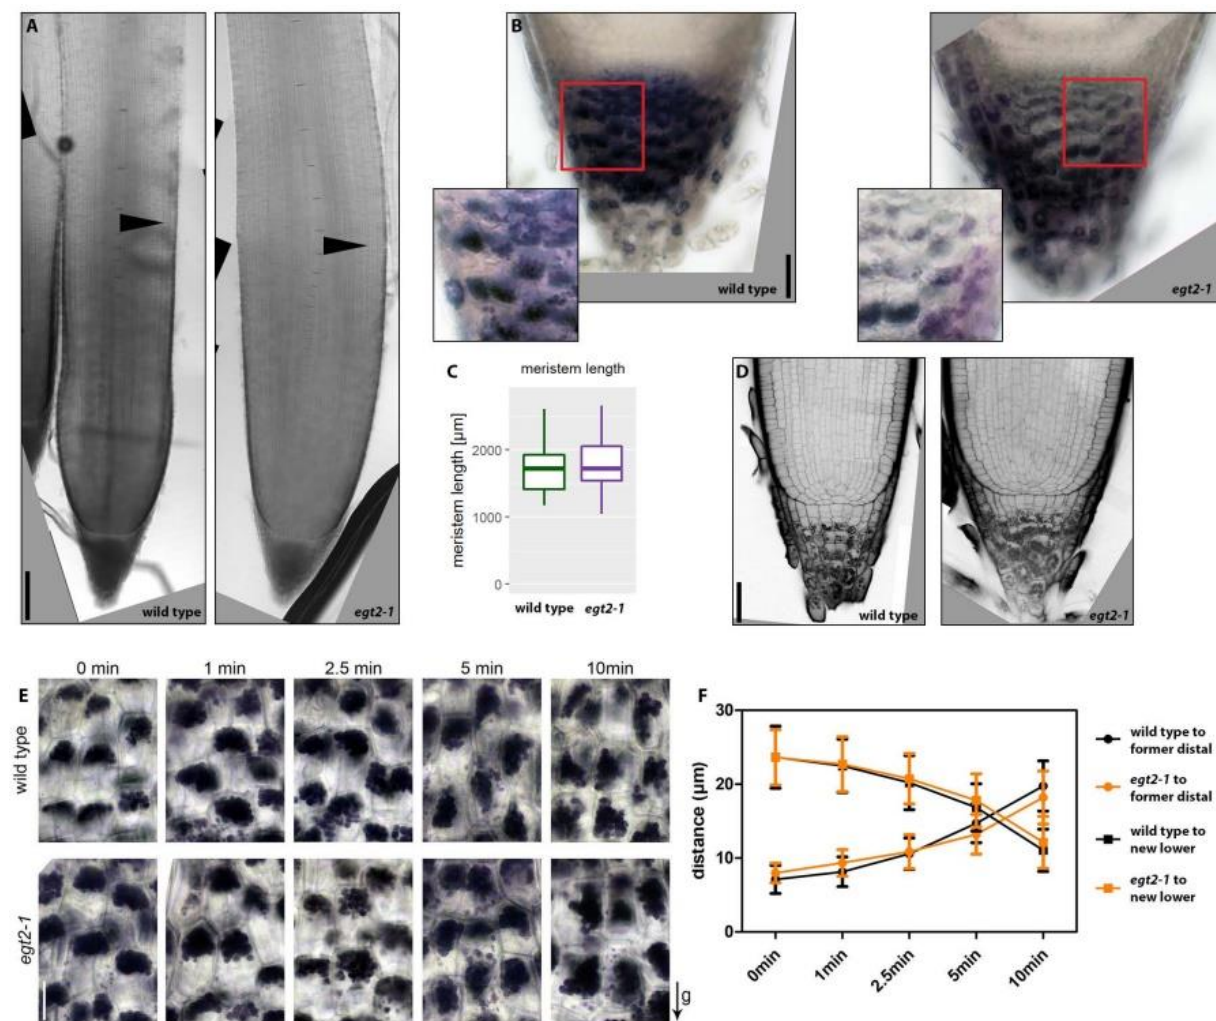 A
wild type
egt2-1
B
wild type
egt2-1
C
meristem length
meristem length [µm]
2000
1000
0
wild type
egt2-1
D
wild type
egt2-1
E
0 min
1 min
2.5 min
5 min
10min
wild type
egt2-1
g
F
distance (µm)
30
20
10
0
0min
1min
2.5min
5min
10min
wild type to
former distal
egt2-1 to
former distal
wild type to
new lower
egt2-1 to
new lower